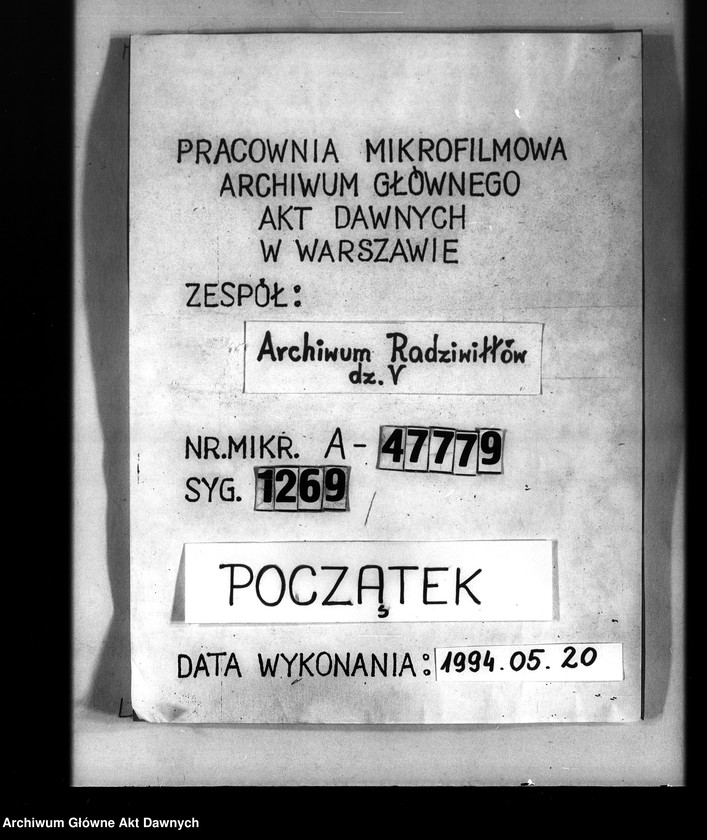 PRACOWNIA MIKROFILMOWA
ARCHIWUM GŁÓWNEGO
AKT DAWNYCH
W WARSZAWIE
ZESPÓŁ:
Archiwum Radziwiłłów
dz. V
NR.MIKR. A-47779
SYG. 1269
POCZĄTEK
DATA WYKONANIA: 1994.05.20
Archiwum Główne Akt Dawnych